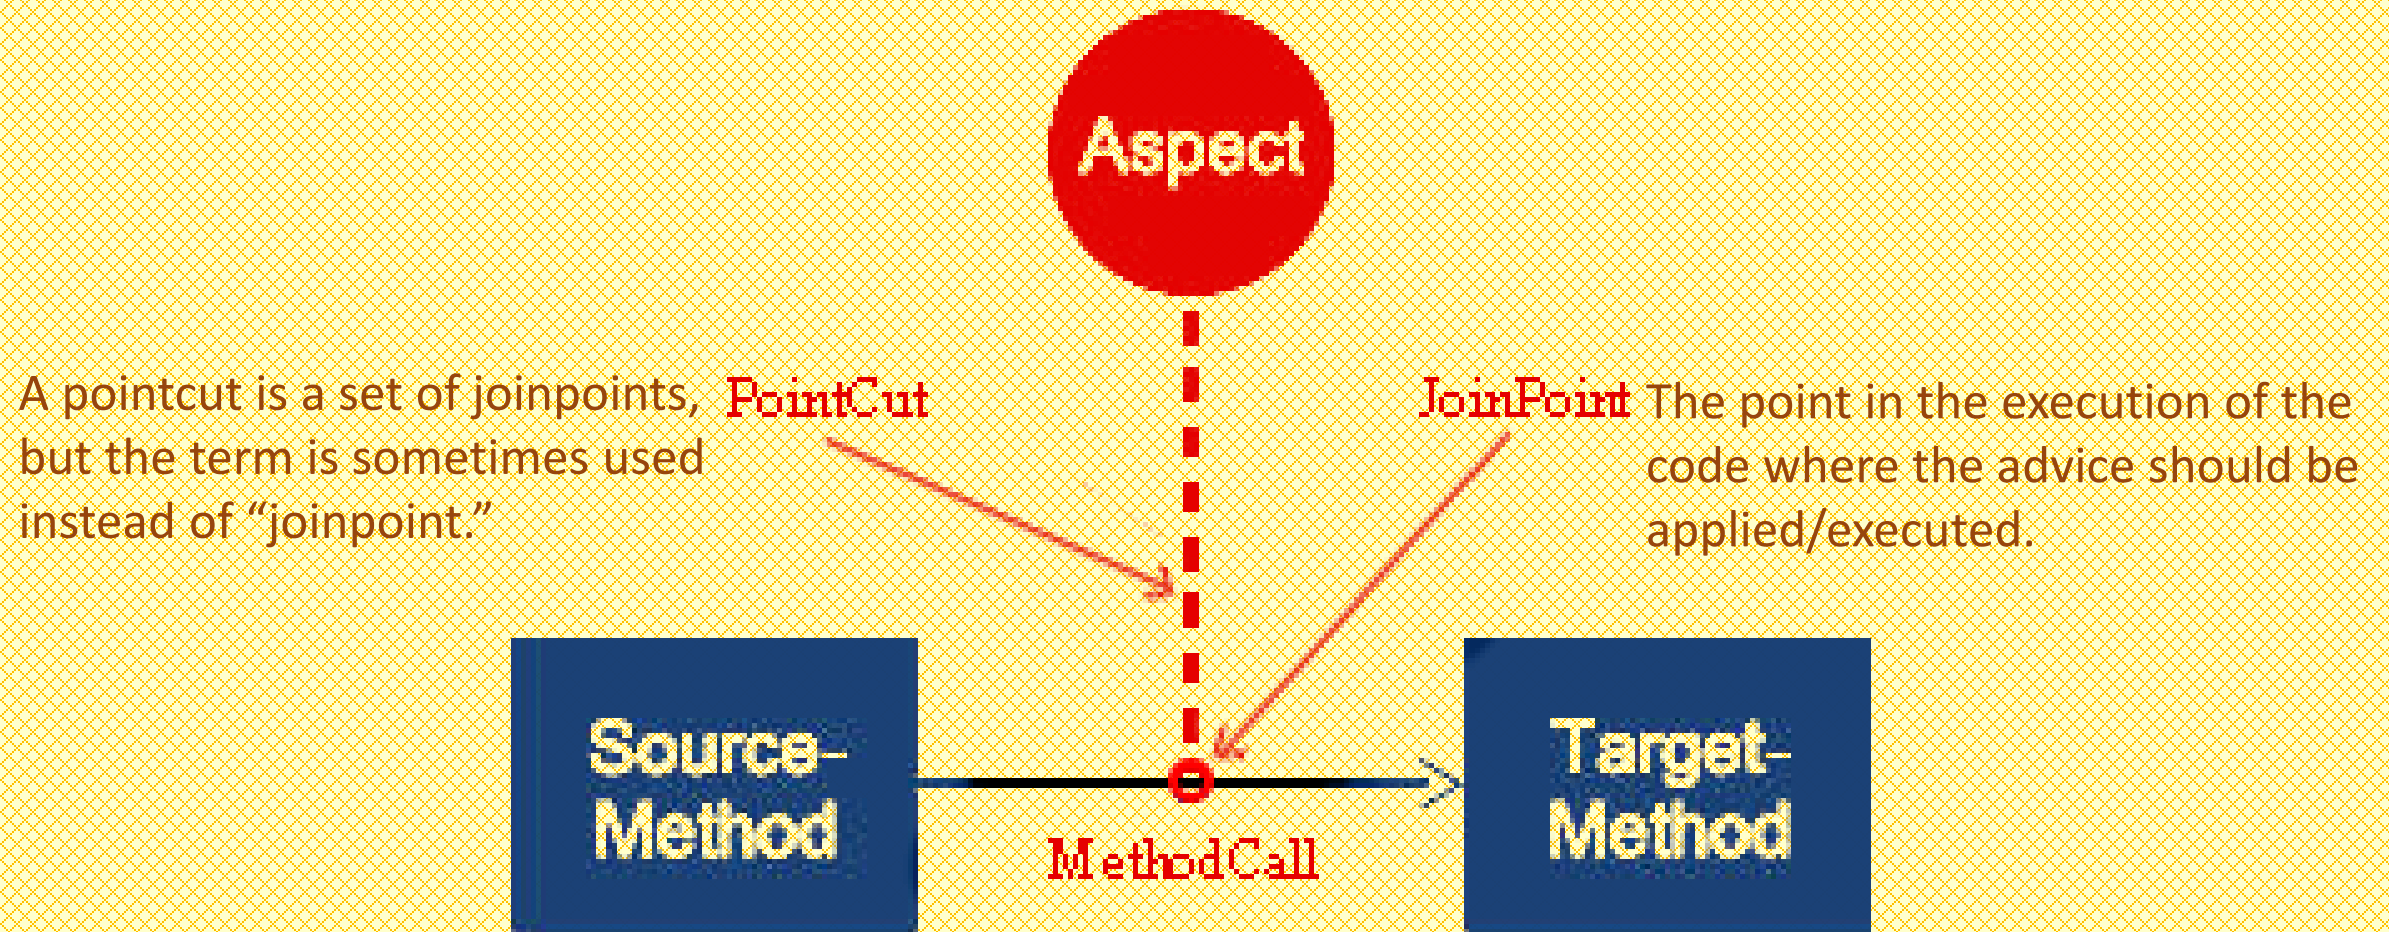 Aspect
A pointcut is a set of joinpoints,
but the term is sometimes used
instead of “joinpoint.”
PointCut
JoinPoint
The point in the execution of the
code where the advice should be
applied/executed.
Source-
Method
MethodCall
Target-
Method